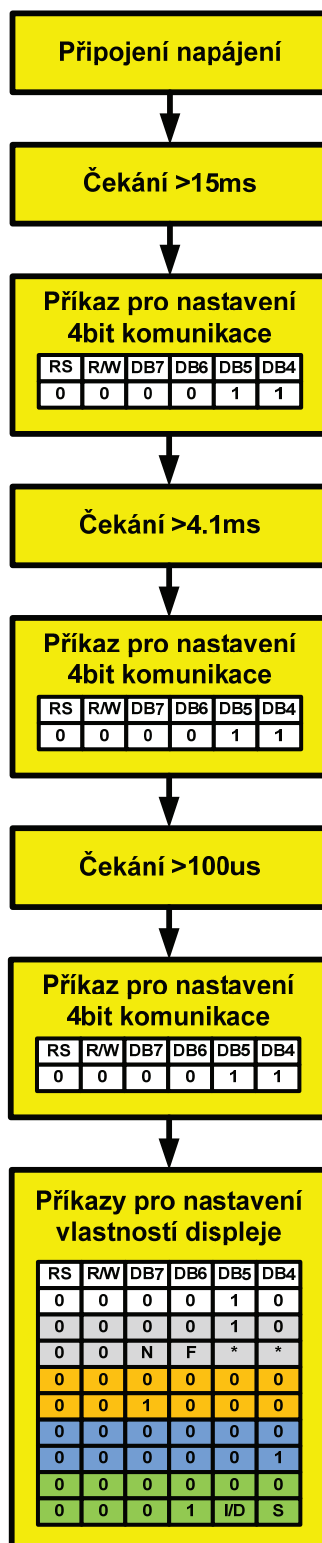 Připojení napájení
Čekání >15ms
Příkaz pro nastavení
4bit komunikace
RS R/W DB7 DB6 DB5 DB4
0 0 0 0 1 1
Čekání >4.1ms
Příkaz pro nastavení
4bit komunikace
RS R/W DB7 DB6 DB5 DB4
0 0 0 0 1 1
Čekání >100us
Příkaz pro nastavení
4bit komunikace
RS R/W DB7 DB6 DB5 DB4
0 0 0 0 1 1
Příkazy pro nastavení
vlastností displeje
RS R/W DB7 DB6 DB5 DB4
0 0 0 0 1 0
0 0 0 0 1 0
0 0 N F * *
0 0 0 0 0 0
0 0 1 0 0 0
0 0 0 0 0 0
0 0 0 0 0 1
0 0 0 0 0 0
0 0 0 1 I/D S